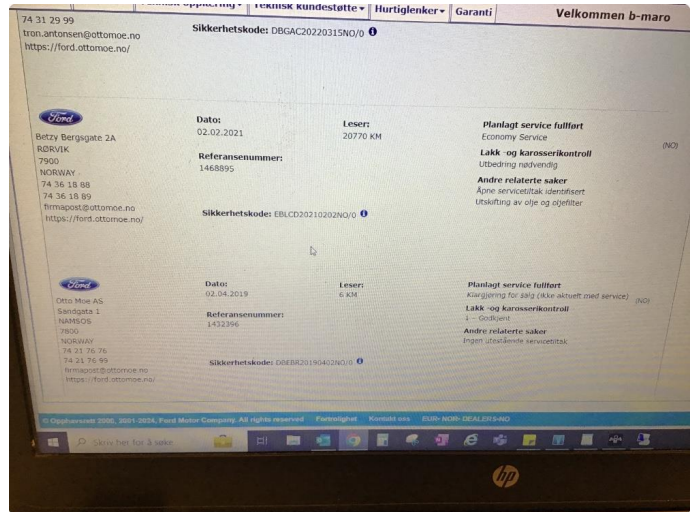 Teknisk kundestøtte
Hurtiglenker
Garanti
Velkommen b-maro
74 31 29 99
tron.antonsen@ottomoe.no
https://ford.ottomoe.no/
Sikkerhetskode: DBGAC20220315NO/0
Ford
Betzy Bergsgate 2A
RØRVIK
7900
NORWAY
74 36 18 88
74 36 18 89
firmapost@ottomoe.no
https://ford.ottomoe.no/
Dato:
02.02.2021
Referansenummer:
1468895
Sikkerhetskode: EBLCD20210202NO/0
Leser:
20770 KM
Planlagt service fullført
Economy Service
(NO)
Lakk -og karosserikontroll
Utbedring nødvendig
Andre relaterte saker
Åpne servicetiltak identifisert
Utskifting av olje og oljefilter
Ford
Otto Moe AS
Sandgata 1
NAMSOS
7800
NORWAY
74 21 76 76
74 21 76 99
firmapost@ottomoe.no
https://ford.ottomoe.no/
Dato:
02.04.2019
Referansenummer:
1432396
Sikkerhetskode: DBEBR20190402NO/0
Leser:
6 KM
Planlagt service fullført
Klargjøring for salg (ikke aktuelt med service)
(NO)
Lakk -og karosserikontroll
1 - Godkjent
Andre relaterte saker
Ingen utestående servicetiltak
© Opphavsrett 2000, 2001-2024, Ford Motor Company. All rights reserved Fortrolighet Kontakt oss EUR- NOR- DEALERS-NO
Skriv her for å søke
hp